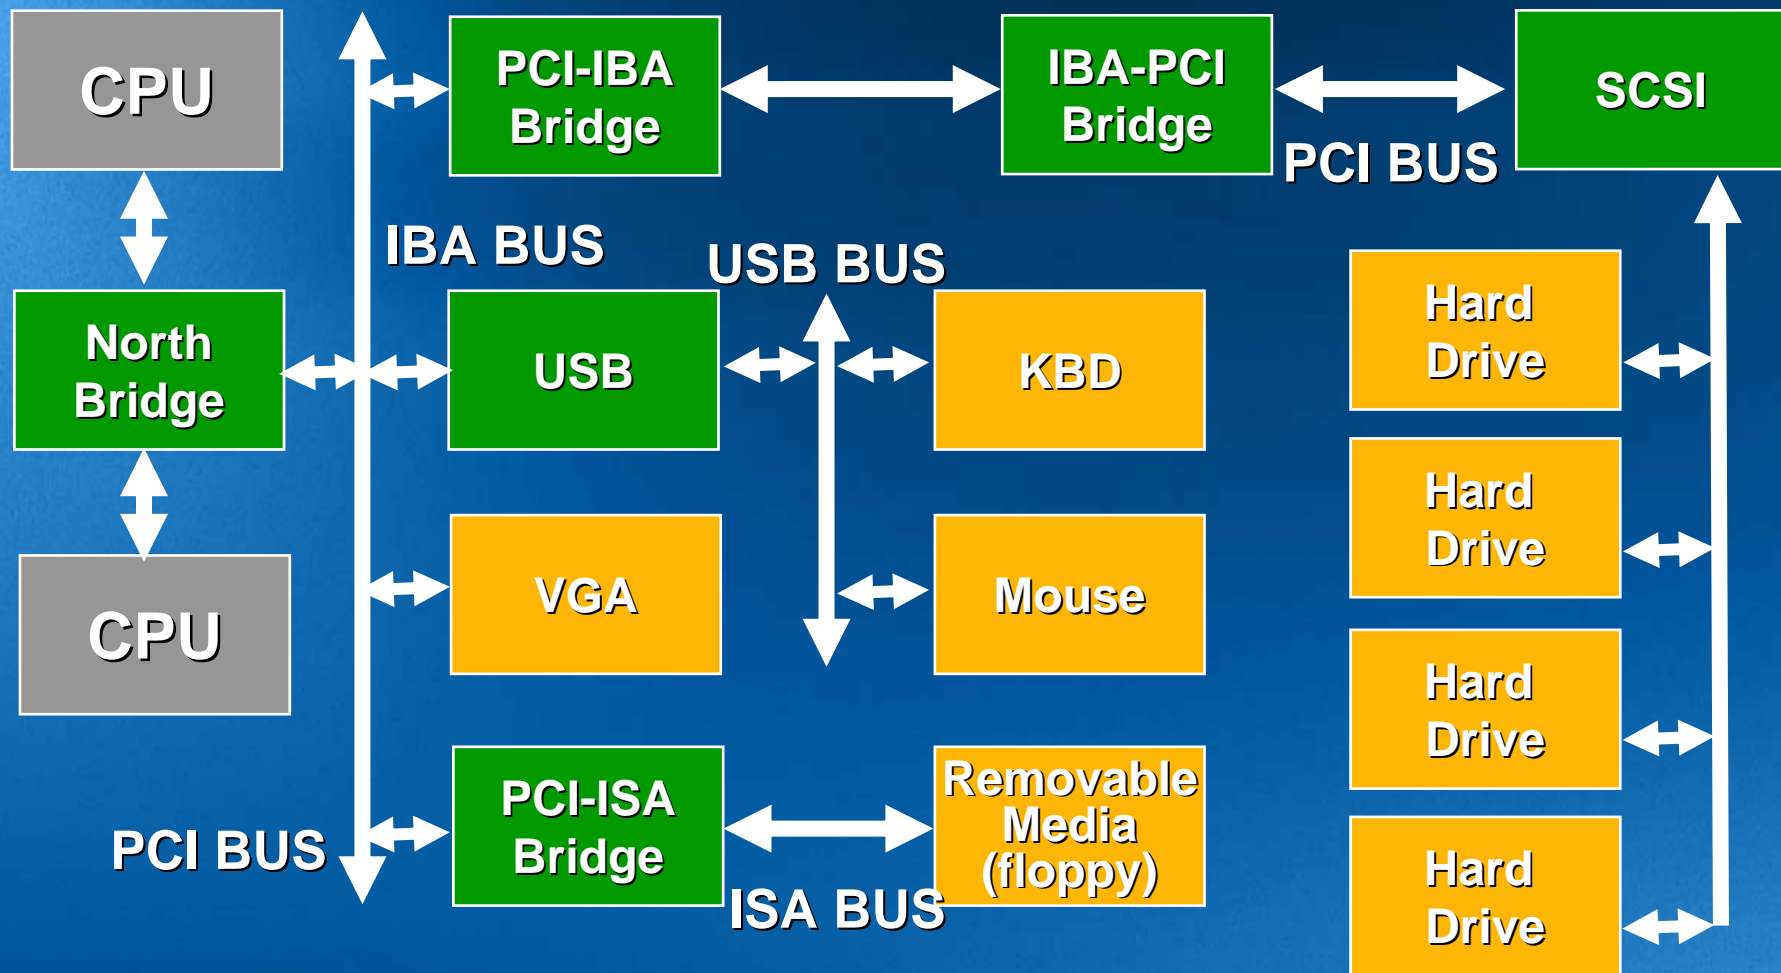 CPU
PCI-IBA
Bridge
IBA-PCI
Bridge
SCSI
PCI BUS
IBA BUS
USB BUS
North
Bridge
USB
KBD
Hard
Drive
Hard
Drive
CPU
VGA
Mouse
Hard
Drive
PCI BUS
PCI-ISA
Bridge
ISA BUS
Removable
Media
(floppy)
Hard
Drive